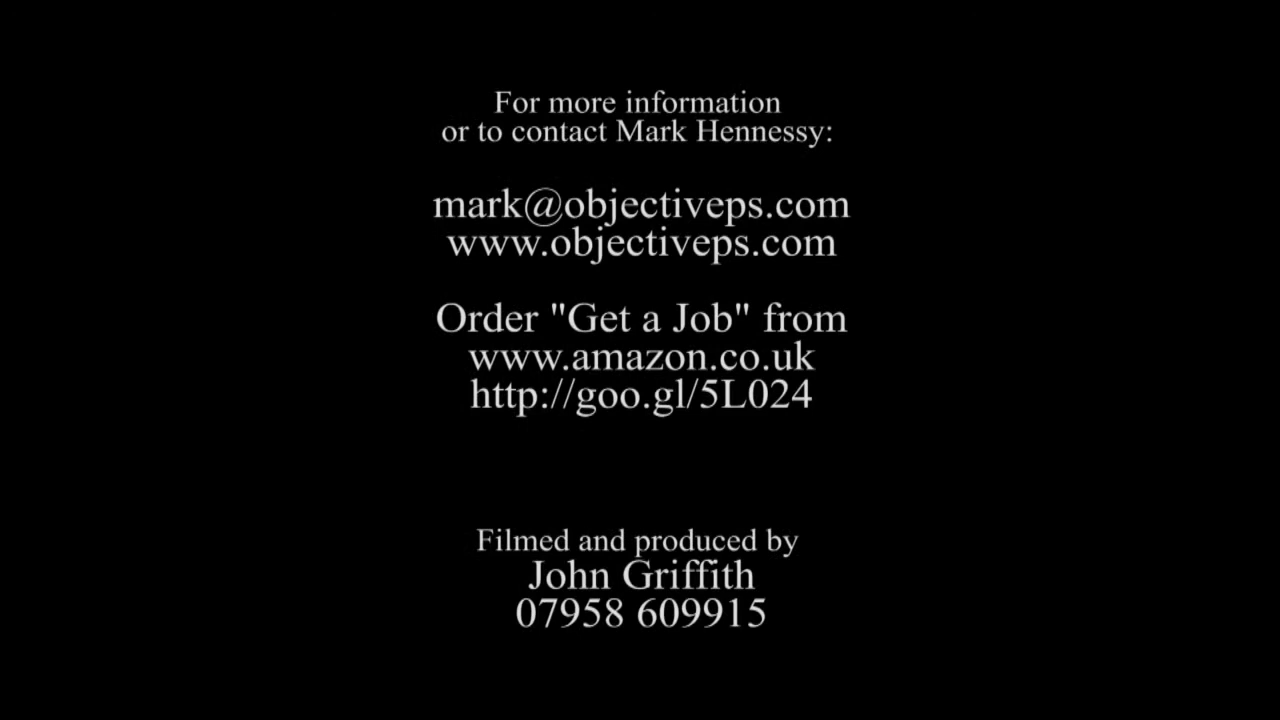 For more information
or to contact Mark Hennessy:
mark@objectiveps.com
www.objectiveps.com
Order "Get a Job" from
www.amazon.co.uk
http://goo.gl/5L024
Filmed and produced by
John Griffith
07958 609915